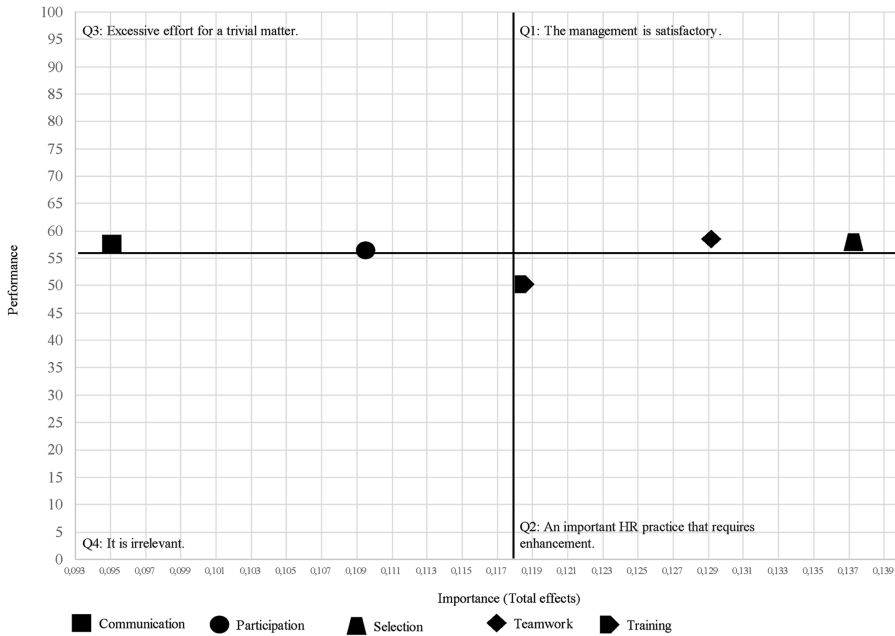 100
Q3: Excessive effort for a trivial matter.
Q1: The management is satisfactory.
95
90
85
80
75
70
65
60
55
50
45
40
35
30
25
20
15
10
5
0
Performance
Q4: It is irrelevant.
Q2: An important HR practice that requires
enhancement.
0,093 0,095 0,097 0,099 0,101 0,103 0,105 0,107 0,109 0,111 0,113 0,115 0,117 0,119 0,121 0,123 0,125 0,127 0,129 0,131 0,133 0,135 0,137 0,139
Importance (Total effects)
Communication Participation Selection Teamwork Training